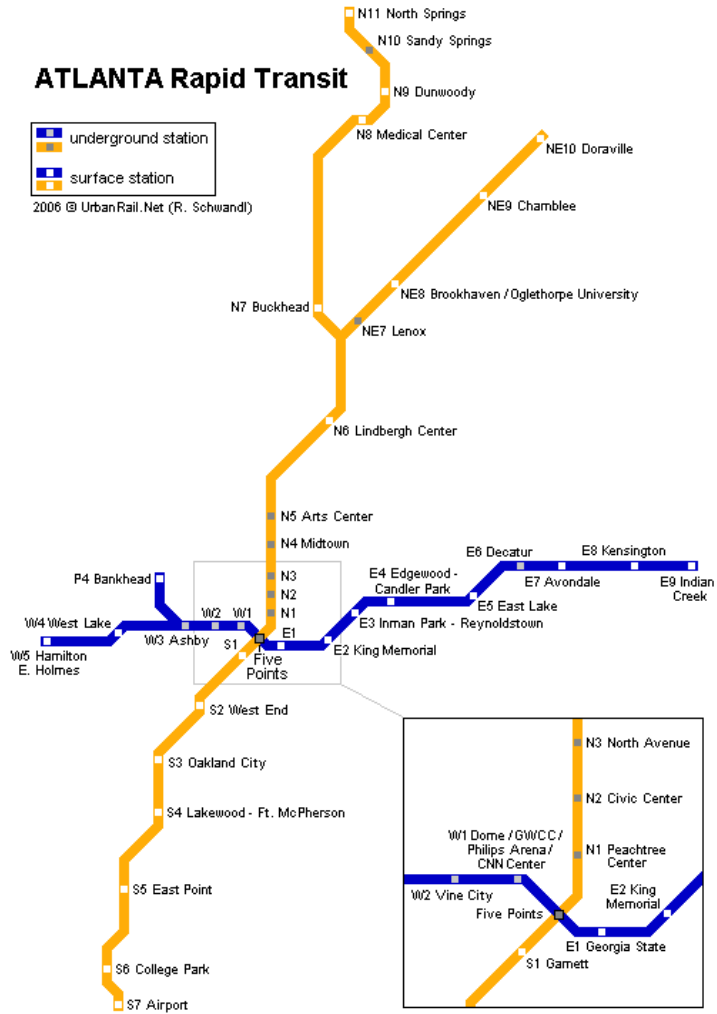 N11 North Springs
N10 Sandy Springs
ATLANTA Rapid Transit
N9 Dunwoody
N8 Medical Center
underground station
NE10 Doraville
surface station
2006 @ UrbanRail.Net (R. Schwandl)
NE9 Chamblee
NE8 Brookhaven / Oglethorpe University
N7 Buckhead
NE7 Lenox
N6 Lindbergh Center
N5 Arts Center
N4 Midtown
E6 Decatur
E8 Kensington
P4 Bankhead
N3
E4 Edgewood -
Candler Park
E7 Avondale
E9 Indian
Creek
N2
W4 West Lake
W2
W1
N1
E5 East Lake
E3 Inman Park - Reynoldstown
W3 Ashby
S1
E1
E2 King Memorial
W5 Hamilton
E. Holmes
Five
Points
S2 West End
S3 Oakland City
S4 Lakewood - Ft. McPherson
S5 East Point
S6 College Park
S7 Airport
N3 North Avenue
N2 Civic Center
W1 Dome / GWCC /
Philips Arena /
CNN Center
N1 Peachtree
Center
W2 Vine City
E2 King
Memorial
Five Points
E1 Georgia State
S1 Garnett